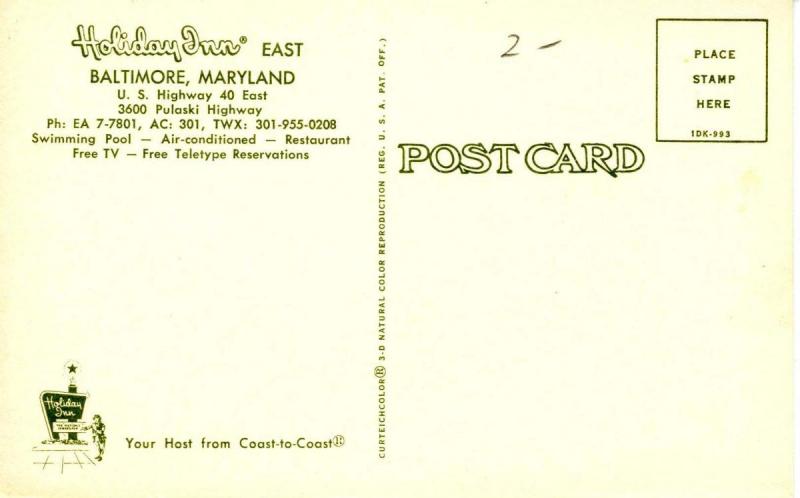 Holiday Inn® EAST
BALTIMORE, MARYLAND
U. S. Highway 40 East
3600 Pulaski Highway
Ph: EA 7-7801, AC: 301, TWX: 301-955-0208
Swimming Pool — Air-conditioned — Restaurant
Free TV — Free Teletype Reservations
2-
PLACE
STAMP
HERE
1DK-993
POST CARD
CURTEICHCOLOR® 3-D NATURAL COLOR REPRODUCTION (REG. U. S. A. PAT. OFF.)
Holiday
Inn
Your Host from Coast-to-Coast®